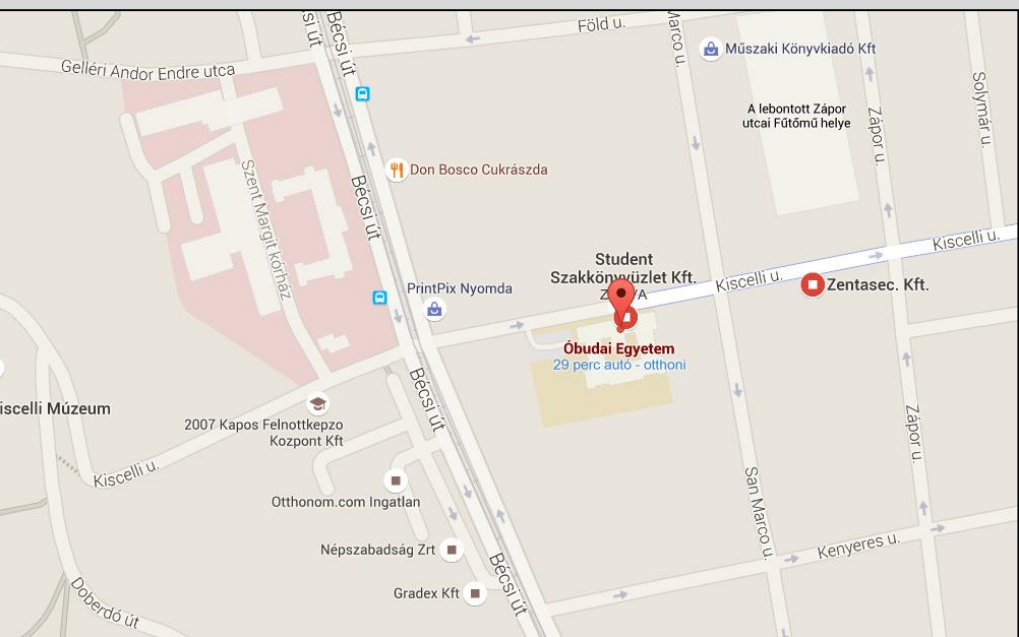 si út
Bécsi út
Föld u.
Marco u.
Műszaki Könyvkiadó Kft
Gelléri Andor Endre utca
Solymár u.
A lebontott Zápor
utcai Fűtőmű helye
Zápor u.
Don Bosco Cukrászda
Szent Margit kórház
Bécsi út
Kiscelli u.
Student
Szakkönyvüzlet Kft.
Kiscelli u.
Zentasec. Kft.
PrintPix Nyomda
Óbudai Egyetem
29 perc autó - otthoni
Bécsi út
iscelli Múzeum
2007 Kapos Felnottkepzo
Kozpont Kft
Zápor u.
Kiscelli u.
Otthonom.com Ingatlan
San Marco u.
Népszabadság Zrt
Kenyeres u.
Bécsi út
Gradex Kft
Doberdó út